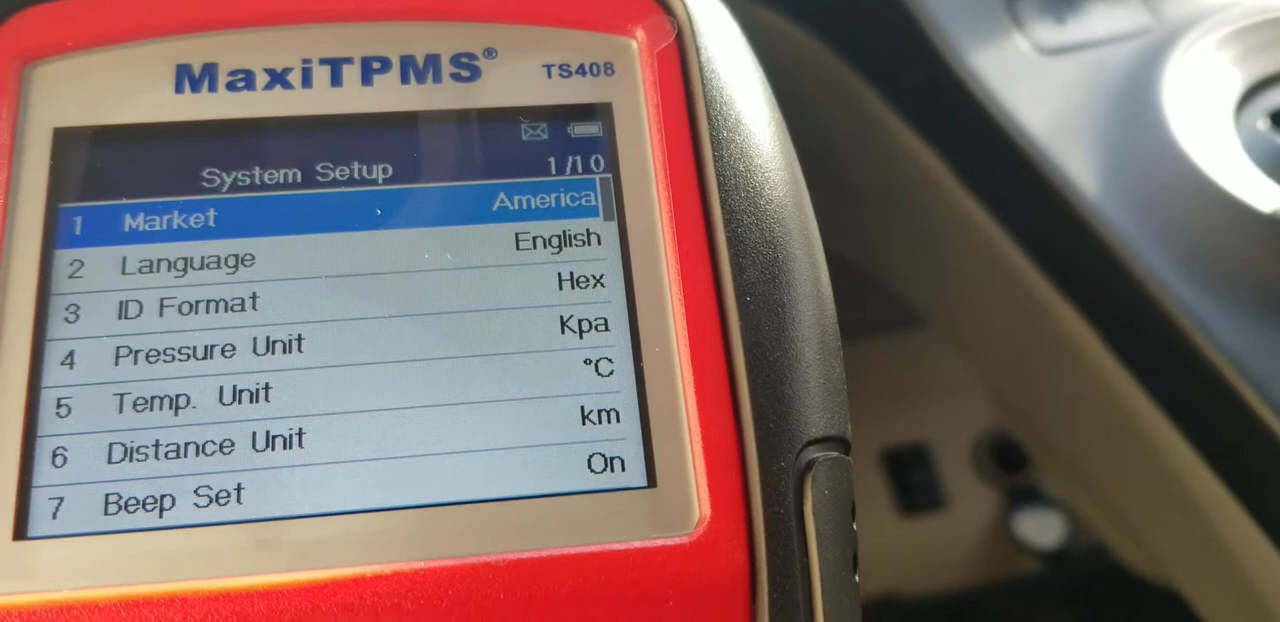 MaxiTPMS® TS408
System Setup 1/10
1 Market America
2 Language English
3 ID Format Hex
4 Pressure Unit Kpa
5 Temp. Unit °C
6 Distance Unit km
7 Beep Set On